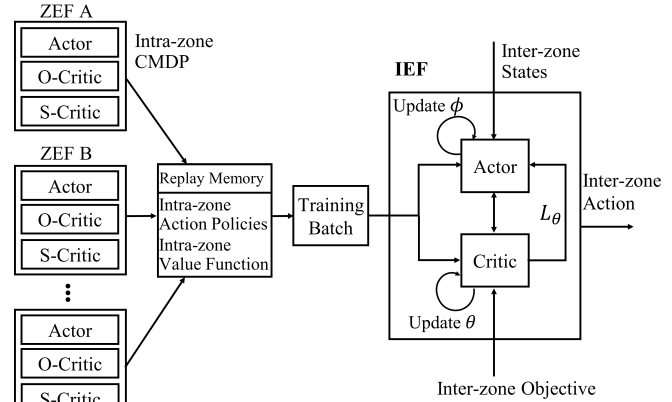 ZEF A
Actor
O-Critic
S-Critic
Intra-zone
CMDP
ZEF B
Actor
O-Critic
S-Critic
Actor
O-Critic
S-Critic
Replay Memory
Intra-zone
Action Policies
Intra-zone
Value Function
Training
Batch
IEF
Inter-zone
States
Update ϕ
Actor
L_θ
Critic
Update θ
Inter-zone
Action
Inter-zone Objective